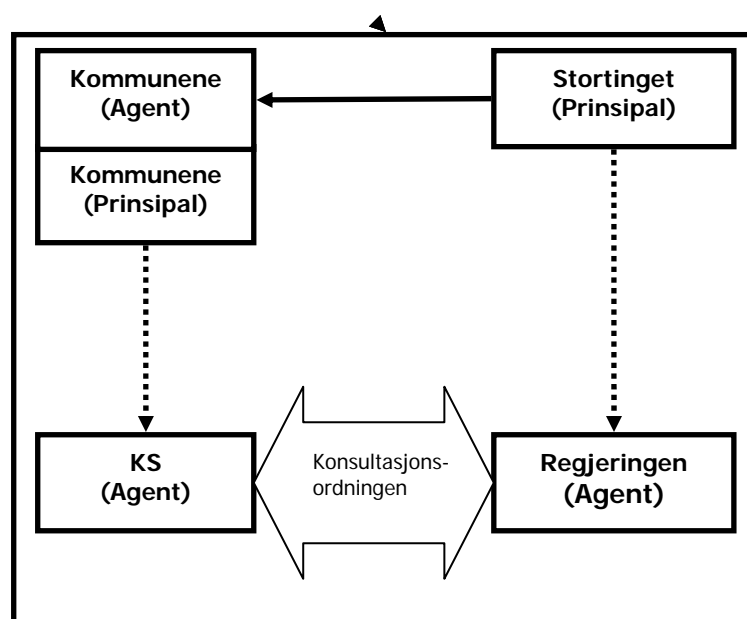 Kommunene
(Agent)
Stortinget
(Prinsipal)
Kommunene
(Prinsipal)
KS
(Agent)
Konsultasjons-
ordningen
Regjeringen
(Agent)